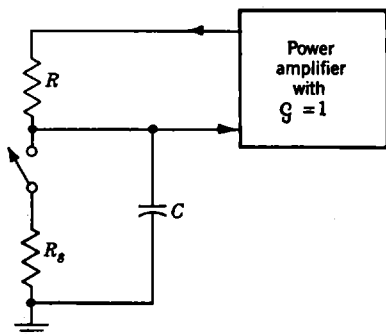 Power
amplifier
with
𝒢 = 1
R
C
Rs